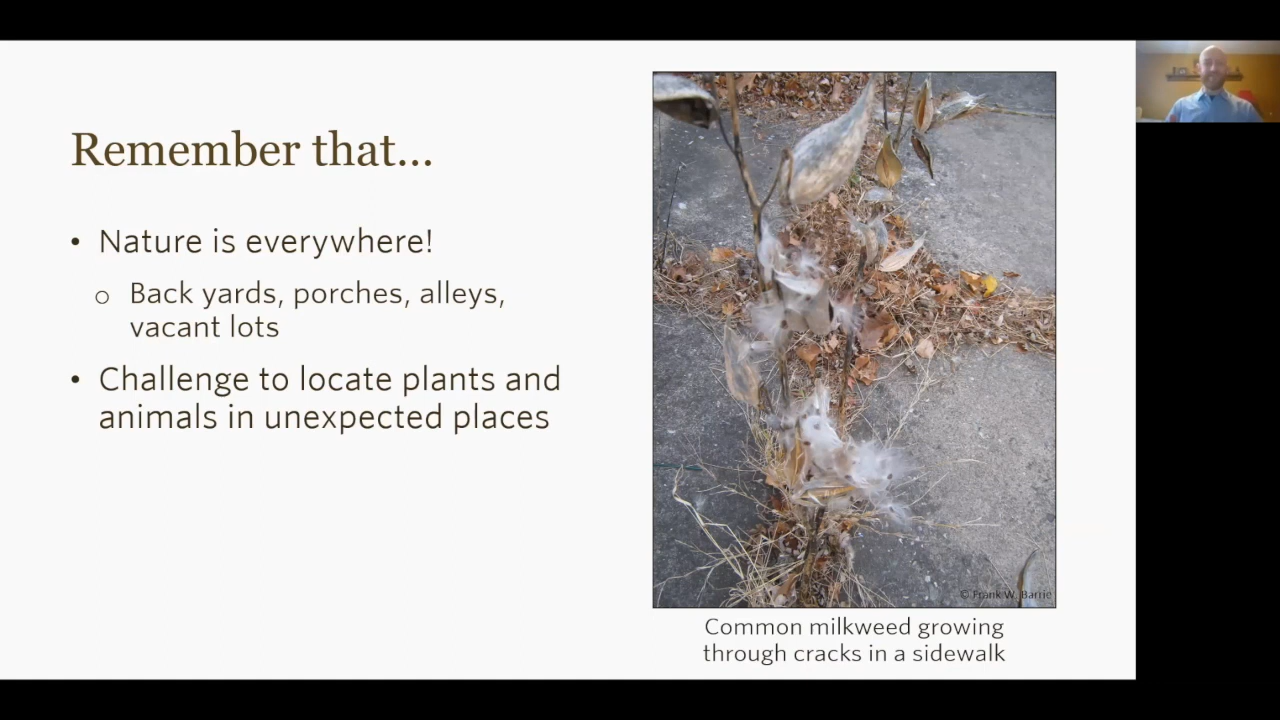 Remember that...
• Nature is everywhere!
o Back yards, porches, alleys,
vacant lots
• Challenge to locate plants and
animals in unexpected places
© Frank W. Barrie
Common milkweed growing
through cracks in a sidewalk